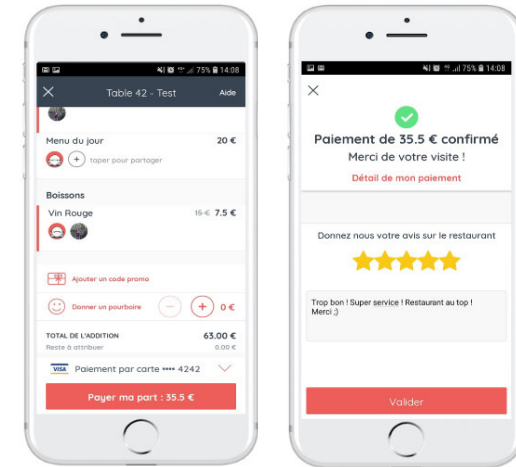 75% 14:08
Table 42 - Test
Aide
Menu du jour
20 €
taper pour partager
Boissons
Vin Rouge
15 € 7.5 €
Ajouter un code promo
Donner un pourboire
0 €
TOTAL DE L'ADDITION
63.00 €
Reste à attribuer
0.00 €
VISA Paiement par carte •••• 4242
Payer ma part : 35.5 €
75% 14:08
Paiement de 35.5 € confirmé
Merci de votre visite !
Détail de mon paiement
Donnez nous votre avis sur le restaurant
Trop bon ! Super service ! Restaurant au top !
Merci ;)
Valider